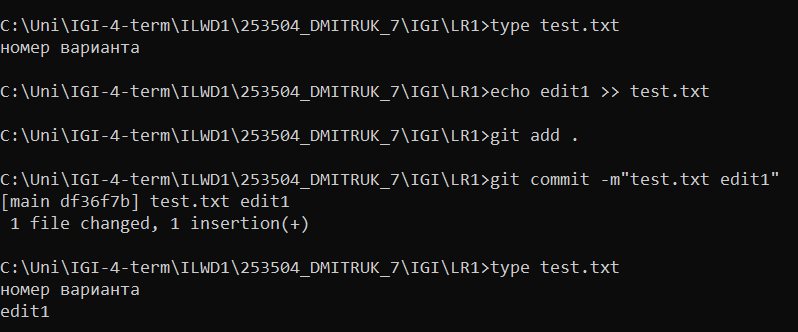 C:\Uni\IGI-4-term\ILWD1\253504_DMITRUK_7\IGI\LR1>type test.txt
номер варианта
C:\Uni\IGI-4-term\ILWD1\253504_DMITRUK_7\IGI\LR1>echo edit1 >> test.txt
C:\Uni\IGI-4-term\ILWD1\253504_DMITRUK_7\IGI\LR1>git add .
C:\Uni\IGI-4-term\ILWD1\253504_DMITRUK_7\IGI\LR1>git commit -m"test.txt edit1"
[main df36f7b] test.txt edit1
 1 file changed, 1 insertion(+)
C:\Uni\IGI-4-term\ILWD1\253504_DMITRUK_7\IGI\LR1>type test.txt
номер варианта
edit1